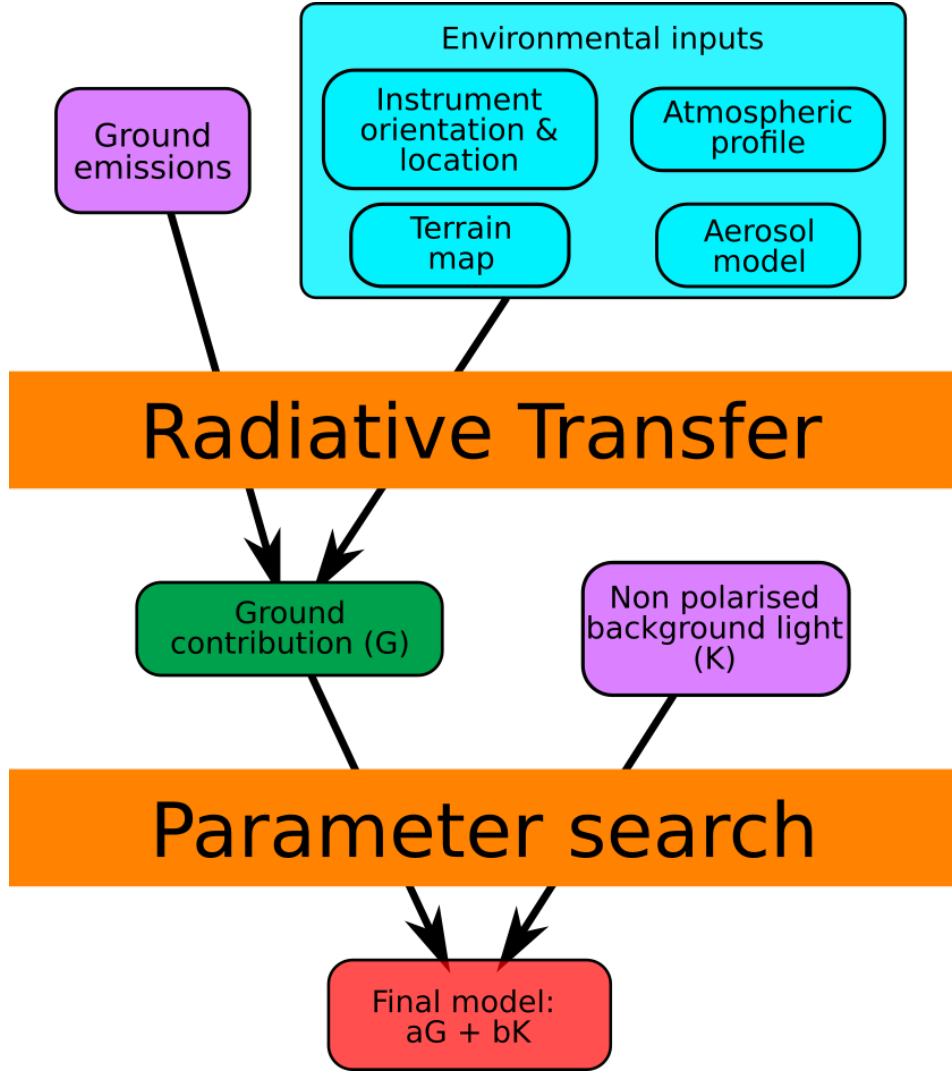 Environmental inputs
Instrument
orientation &
location
Atmospheric
profile
Ground
emissions
Terrain
map
Aerosol
model
Radiative Transfer
Ground
contribution (G)
Non polarised
background light
(K)
Parameter search
Final model:
aG + bK